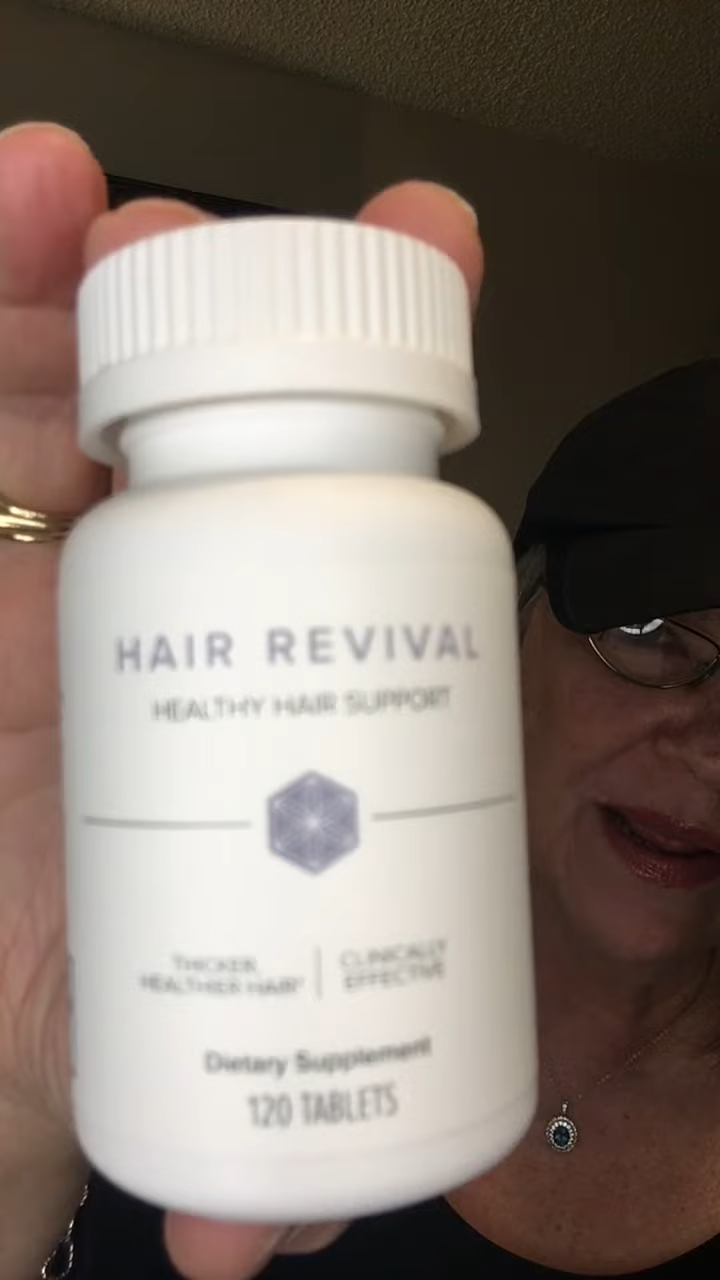 HAIR REVIVAL
HEALTHY HAIR SUPPORT
THICKER
HEALTHIER HAIR*
CLINICALLY
EFFECTIVE
Dietary Supplement
120 TABLETS